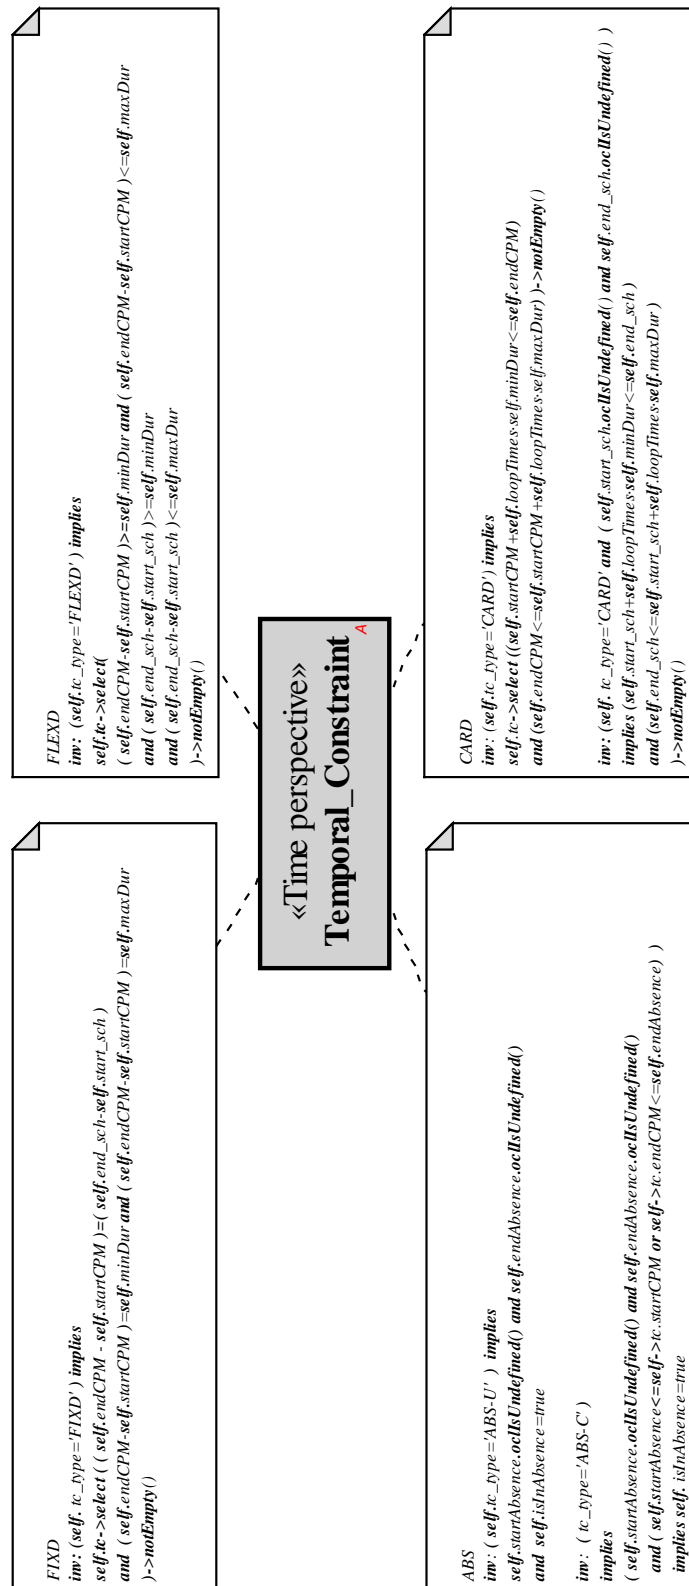 FIXD
inv: (self. tc_type='FIXD' ) implies
self.tc->select ( ( self.endCPM - self.startCPM )=( self.end_sch-self.start_sch )
and ( self.endCPM-self.startCPM )=self.minDur and ( self.endCPM-self.startCPM )=self.maxDur
)->notEmpty()
FLEXD
inv: (self.tc_type='FLEXD' ) implies
self.tc->select(
( self.endCPM-self.startCPM )>=self.minDur and ( self.endCPM-self.startCPM )<=self.maxDur
and ( self.end_sch-self.start_sch )>=self.minDur
and ( self.end_sch-self.start_sch )<=self.maxDur
)->notEmpty()
«Time perspective»
Temporal_Constraint
A
ABS
inv: ( self.tc_type='ABS-U' ) implies
self.startAbsence.oclIsUndefined() and self.endAbsence.oclIsUndefined()
and self.isInAbsence=true
inv: ( tc_type='ABS-C' )
implies
( self.startAbsence.oclIsUndefined() and self.endAbsence.oclIsUndefined()
and ( self.startAbsence<=self->tc.startCPM or self->tc.endCPM<=self.endAbsence) )
implies self. isInAbsence=true
CARD
inv: (self.tc_type='CARD') implies
self.tc->select ((self.startCPM+self.loopTimes·self.minDur<=self.endCPM)
and (self.endCPM<=self.startCPM+self.loopTimes·self.maxDur) )->notEmpty()
inv: (self. tc_type='CARD' and ( self.start_sch.oclIsUndefined() and self.end_sch.oclIsUndefined() )
implies (self.start_sch+self.loopTimes·self.minDur<=self.end_sch )
and (self.end_sch<=self.start_sch+self.loopTimes·self.maxDur )
)->notEmpty()